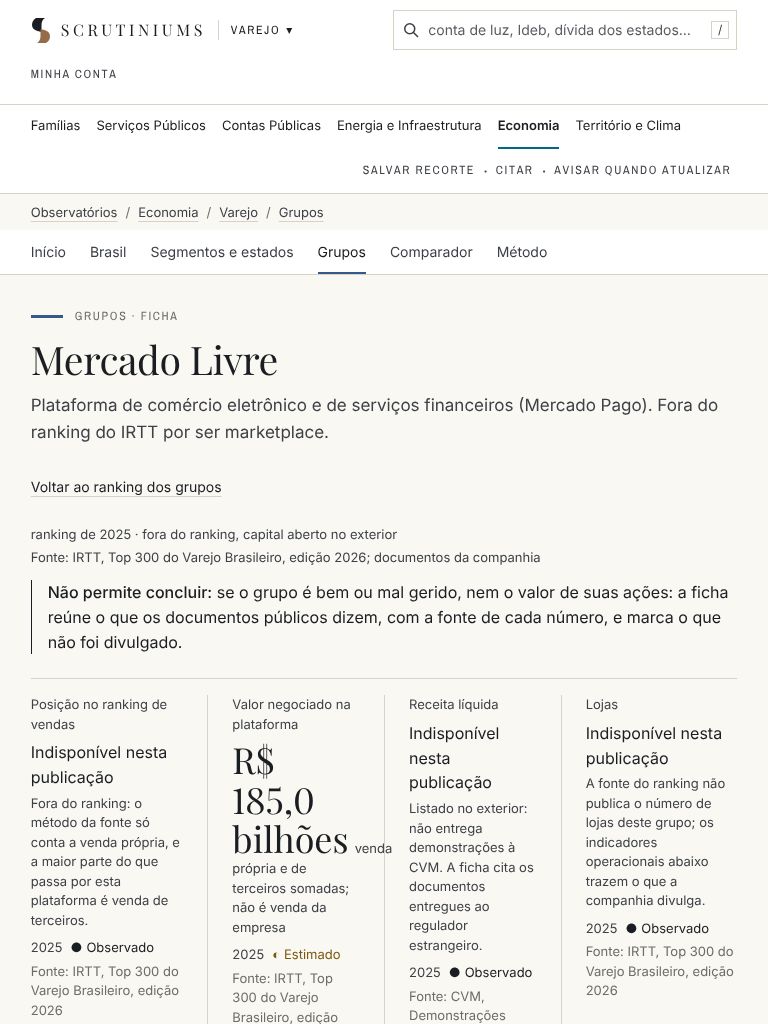 SCRUTINIUMS
VAREJO ▾
conta de luz, Ideb, dívida dos estados...
/
MINHA CONTA
Famílias
Serviços Públicos
Contas Públicas
Energia e Infraestrutura
Economia
Território e Clima
SALVAR RECORTE · CITAR · AVISAR QUANDO ATUALIZAR
Observatórios / Economia / Varejo / Grupos
Início
Brasil
Segmentos e estados
Grupos
Comparador
Método
GRUPOS · FICHA
Mercado Livre
Plataforma de comércio eletrônico e de serviços financeiros (Mercado Pago). Fora do
ranking do IRTT por ser marketplace.
Voltar ao ranking dos grupos
ranking de 2025 · fora do ranking, capital aberto no exterior
Fonte: IRTT, Top 300 do Varejo Brasileiro, edição 2026; documentos da companhia
Não permite concluir: se o grupo é bem ou mal gerido, nem o valor de suas ações: a ficha
reúne o que os documentos públicos dizem, com a fonte de cada número, e marca o que
não foi divulgado.
Posição no ranking de
vendas
Indisponível nesta
publicação
Fora do ranking: o
método da fonte só
conta a venda própria, e
a maior parte do que
passa por esta
plataforma é venda de
terceiros.
2025 ● Observado
Fonte: IRTT, Top 300 do
Varejo Brasileiro, edição
2026
Valor negociado na
plataforma
R$
185,0
bilhões venda
própria e de
terceiros somadas;
não é venda da
empresa
2025 Estimado
Fonte: IRTT, Top
300 do Varejo
Brasileiro, edição
Receita líquida
Indisponível
nesta
publicação
Listado no exterior:
não entrega
demonstrações à
CVM. A ficha cita os
documentos
entregues ao
regulador
estrangeiro.
2025 ● Observado
Fonte: CVM,
Demonstrações
Lojas
Indisponível nesta
publicação
A fonte do ranking não
publica o número de
lojas deste grupo; os
indicadores
operacionais abaixo
trazem o que a
companhia divulga.
2025 ● Observado
Fonte: IRTT, Top 300 do
Varejo Brasileiro, edição
2026